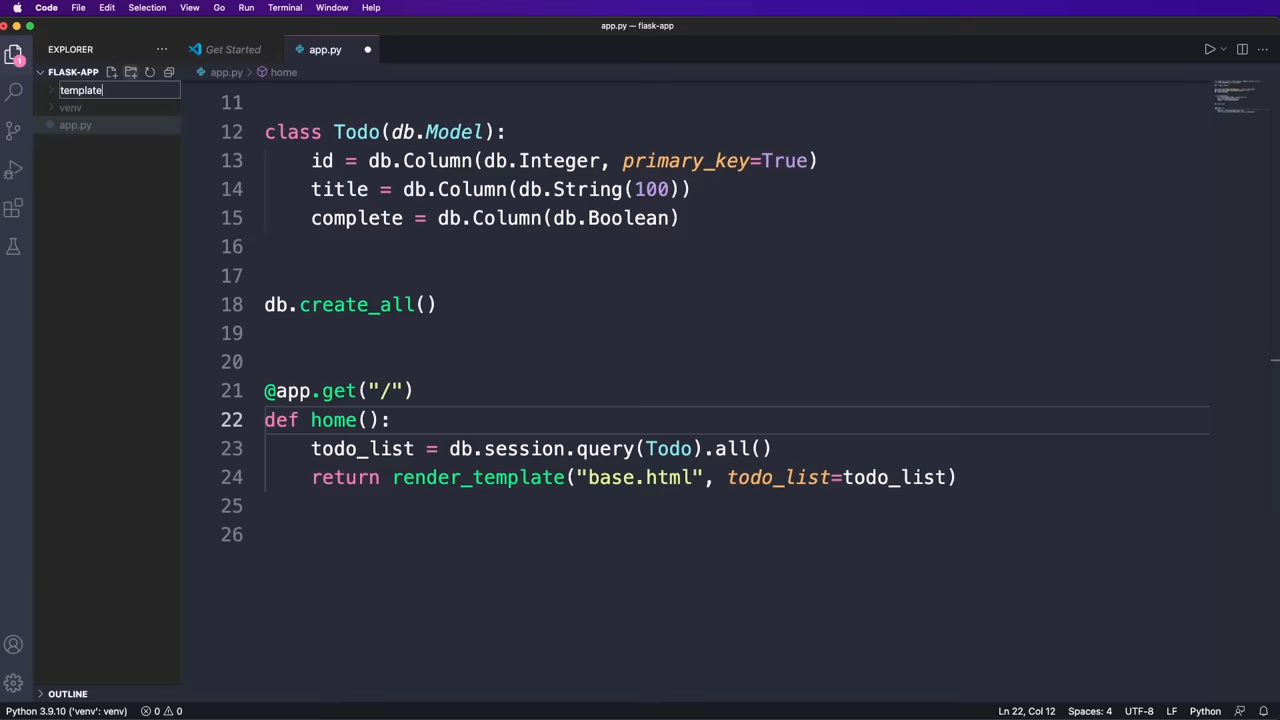 Code File Edit Selection View Go Run Terminal Window Help
app.py — flask-app
EXPLORER
Get Started
app.py
FLASK-APP
app.py
home
template
venv
app.py
11
12 class Todo(db.Model):
13 id = db.Column(db.Integer, primary_key=True)
14 title = db.Column(db.String(100))
15 complete = db.Column(db.Boolean)
16
17
18 db.create_all()
19
20
21 @app.get("/")
22 def home():
23 todo_list = db.session.query(Todo).all()
24 return render_template("base.html", todo_list=todo_list)
25
26
OUTLINE
Python 3.9.10 ('venv': venv) 0 0 Ln 22, Col 12 Spaces: 4 UTF-8 LF Python
1